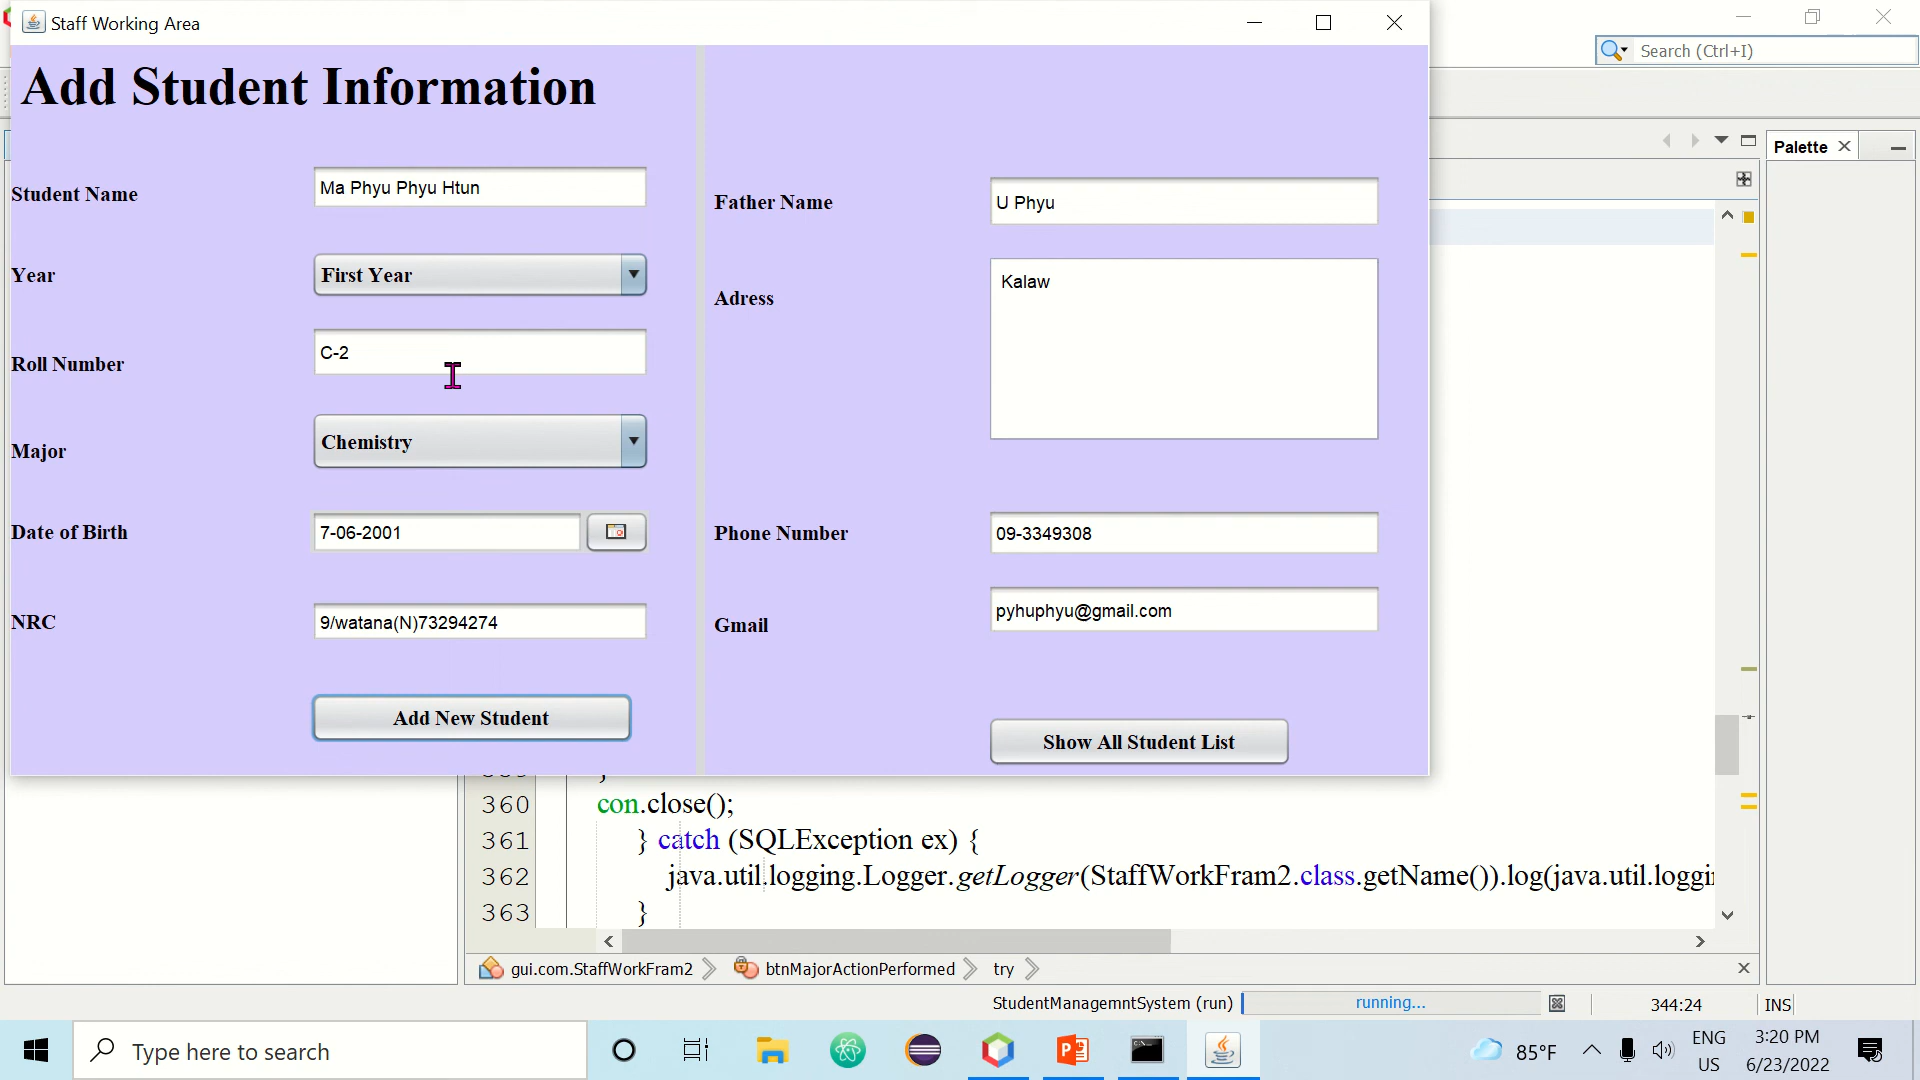 Staff Working Area
Search (Ctrl+I)
Add Student Information
Palette
Student Name
Ma Phyu Phyu Htun
Father Name
U Phyu
Year
First Year
Adress
Kalaw
Roll Number
C-2
Major
Chemistry
Date of Birth
7-06-2001
Phone Number
09-3349308
NRC
9/watana(N)73294274
Gmail
pyhuphyu@gmail.com
Add New Student
Show All Student List
360 con.close();
361 } catch (SQLException ex) {
362 java.util.logging.Logger.getLogger(StaffWorkFram2.class.getName()).log(java.util.loggin
363 }
gui.com.StaffWorkFram2 btnMajorActionPerformed try
StudentManagemntSystem (run) running... 344:24 INS
Type here to search
85°F
ENG
US
3:20 PM
6/23/2022